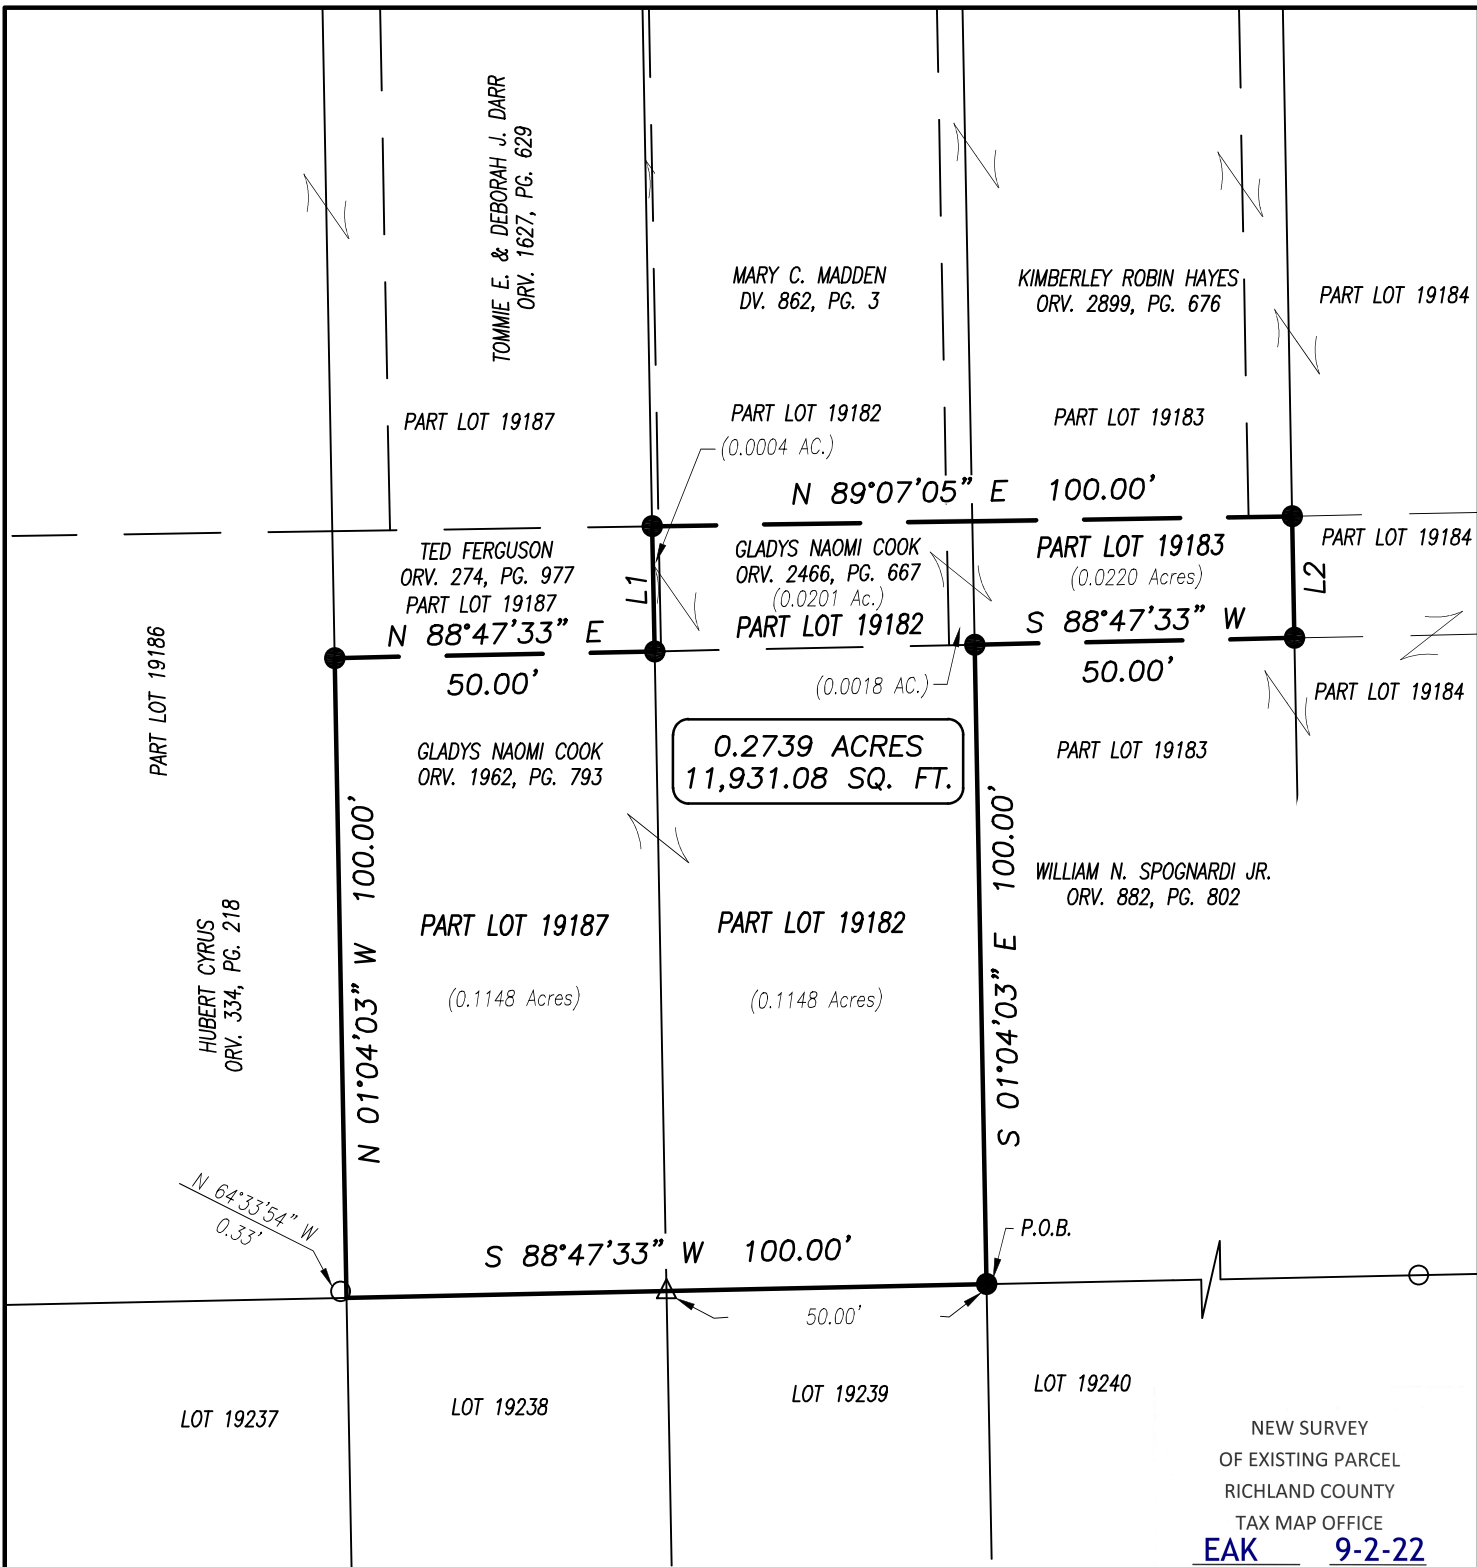 TOMMIE E. & DEBORAH J. DARR
ORV. 1627, PG. 629
MARY C. MADDEN
DV. 862, PG. 3
KIMBERLEY ROBIN HAYES
ORV. 2899, PG. 676
PART LOT 19184
PART LOT 19187
PART LOT 19182
PART LOT 19183
(0.0004 AC.)
N 89°07'05" E 100.00'
TED FERGUSON
ORV. 274, PG. 977
PART LOT 19187
L1
GLADYS NAOMI COOK
ORV. 2466, PG. 667
(0.0201 Ac.)
PART LOT 19182
PART LOT 19183
(0.0220 Acres)
L2
PART LOT 19184
N 88°47'33" E
50.00'
S 88°47'33" W
50.00'
(0.0018 AC.)
PART LOT 19184
PART LOT 19186
GLADYS NAOMI COOK
ORV. 1962, PG. 793
0.2739 ACRES
11,931.08 SQ. FT.
PART LOT 19183
WILLIAM N. SPOGNARDI JR.
ORV. 882, PG. 802
HUBERT CYRUS
ORV. 334, PG. 218
N 01°04'03" W 100.00'
PART LOT 19187
(0.1148 Acres)
PART LOT 19182
(0.1148 Acres)
S 01°04'03" E 100.00'
N 64°33'54" W
0.33'
S 88°47'33" W 100.00'
P.O.B.
50.00'
LOT 19237
LOT 19238
LOT 19239
LOT 19240
NEW SURVEY
OF EXISTING PARCEL
RICHLAND COUNTY
TAX MAP OFFICE
EAK 9-2-22